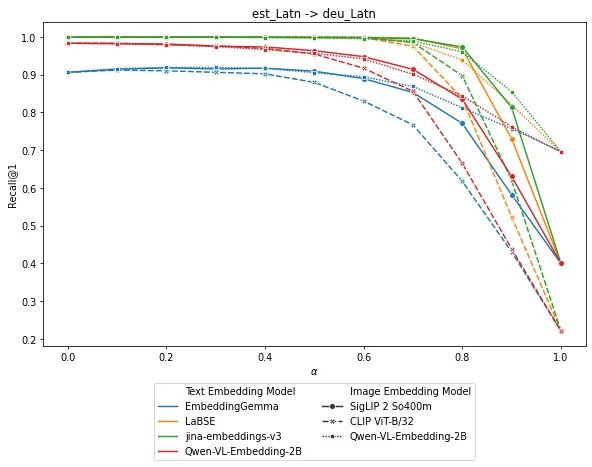 est_Latn -> deu_Latn
Recall@1
1.0
0.9
0.8
0.7
0.6
0.5
0.4
0.3
0.2
0.0 0.2 0.4 0.6 0.8 1.0
α
Text Embedding Model Image Embedding Model
EmbeddingGemma SigLIP 2 So400m
LaBSE CLIP ViT-B/32
jina-embeddings-v3 Qwen-VL-Embedding-2B
Qwen-VL-Embedding-2B